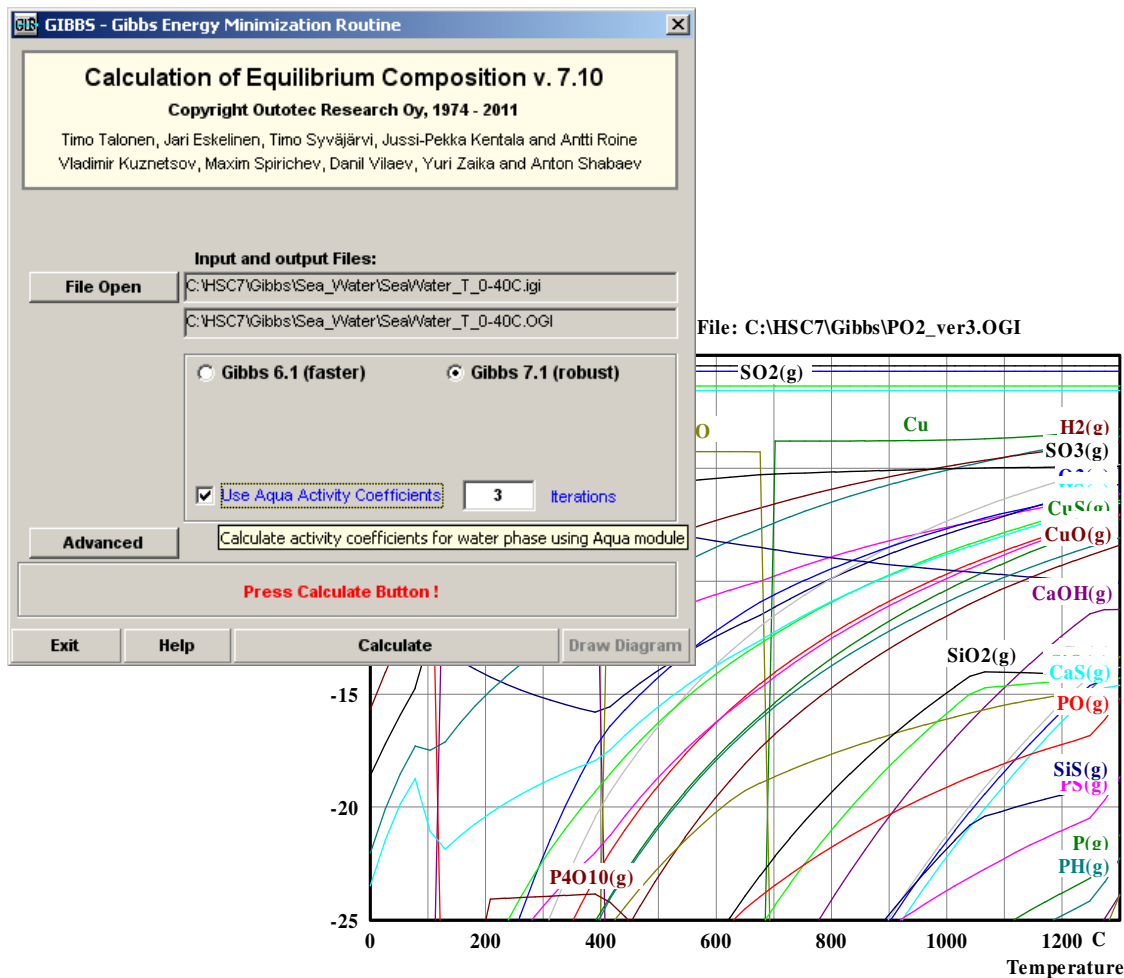 GIBBS - Gibbs Energy Minimization Routine
Calculation of Equilibrium Composition v. 7.10
Copyright Outotec Research Oy, 1974 - 2011
Timo Talonen, Jari Eskelinen, Timo Syväjärvi, Jussi-Pekka Kentala and Antti Roine
Vladimir Kuznetsov, Maxim Spirichev, Danil Vilaev, Yuri Zaika and Anton Shabaev
Input and output Files:
File Open
C:\HSC7\Gibbs\Sea_Water\SeaWater_T_0-40C.igi
C:\HSC7\Gibbs\Sea_Water\SeaWater_T_0-40C.OGI
Gibbs 6.1 (faster)
Gibbs 7.1 (robust)
Use Aqua Activity Coefficients
3
Iterations
Advanced
Calculate activity coefficients for water phase using Aqua module
Press Calculate Button !
Exit
Help
Calculate
Draw Diagram
File: C:\HSC7\Gibbs\PO2_ver3.OGI
SO2(g)
O
Cu
H2(g)
SO3(g)
CuS(g)
CuO(g)
CaOH(g)
SiO2(g)
CaS(g)
PO(g)
SiS(g)
PS(g)
P(g)
PH(g)
P4O10(g)
-15
-20
-25
0 200 400 600 800 1000 1200 C
Temperature